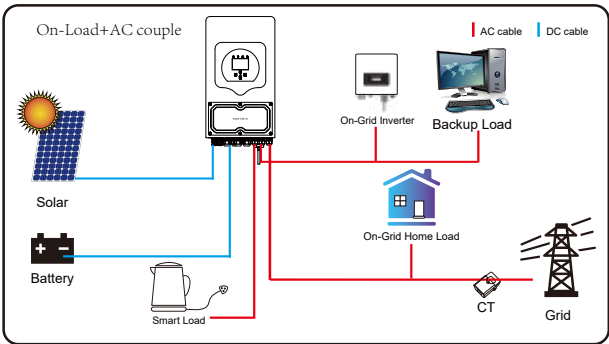 On-Load+AC couple
AC cable
DC cable
On-Grid Inverter
Backup Load
Solar
On-Grid Home Load
Battery
Smart Load
CT
Grid